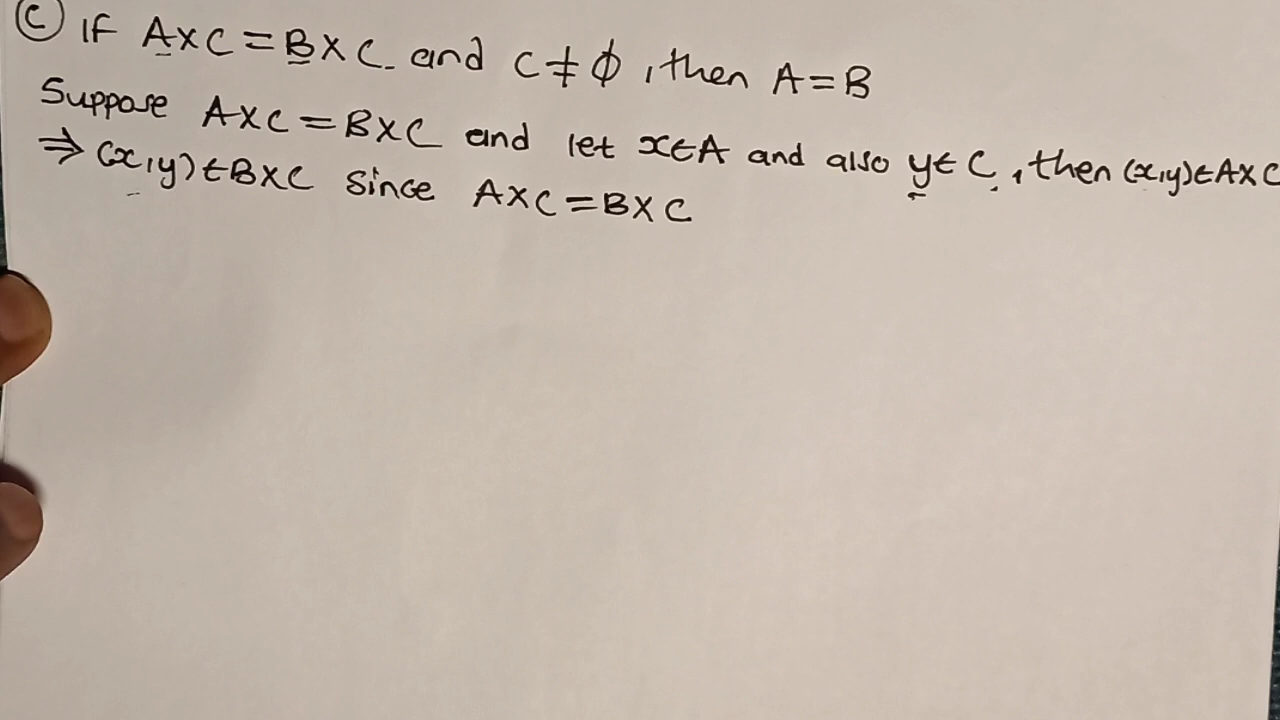 Ⓒ If A×C=B×C and C≠ϕ, then A=B
Suppose A×C=B×C and let x∈A and also y∈C, then (x,y)∈A×C
⇒ (x,y)∈B×C since A×C=B×C